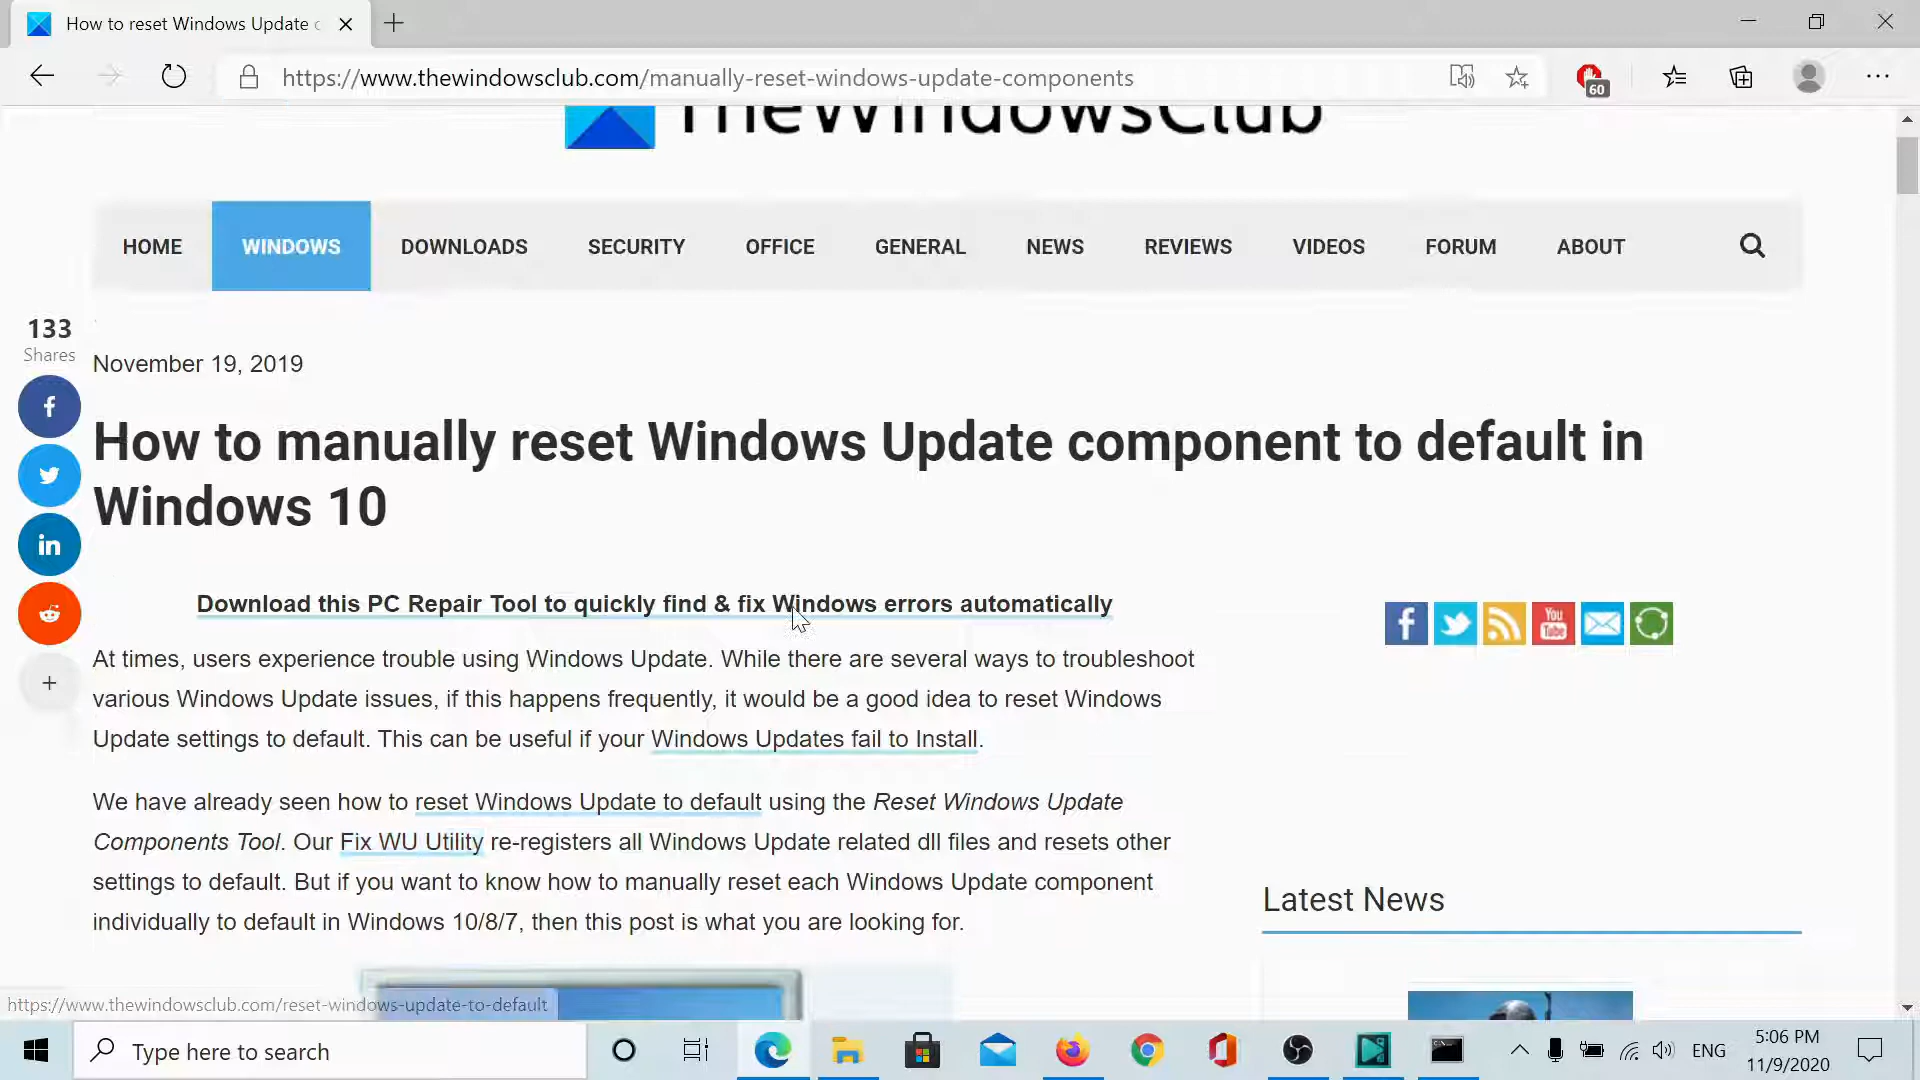 How to reset Windows Update c
https://www.thewindowsclub.com/manually-reset-windows-update-components
60
TheWindowsClub
HOME WINDOWS DOWNLOADS SECURITY OFFICE GENERAL NEWS REVIEWS VIDEOS FORUM ABOUT
133
Shares
November 19, 2019
How to manually reset Windows Update component to default in
Windows 10
Download this PC Repair Tool to quickly find & fix Windows errors automatically
At times, users experience trouble using Windows Update. While there are several ways to troubleshoot
various Windows Update issues, if this happens frequently, it would be a good idea to reset Windows
Update settings to default. This can be useful if your Windows Updates fail to Install.
You
Tube
We have already seen how to reset Windows Update to default using the Reset Windows Update
Components Tool. Our Fix WU Utility re-registers all Windows Update related dll files and resets other
settings to default. But if you want to know how to manually reset each Windows Update component
individually to default in Windows 10/8/7, then this post is what you are looking for.
Latest News
https://www.thewindowsclub.com/reset-windows-update-to-default
Type here to search
ENG
5:06 PM
11/9/2020